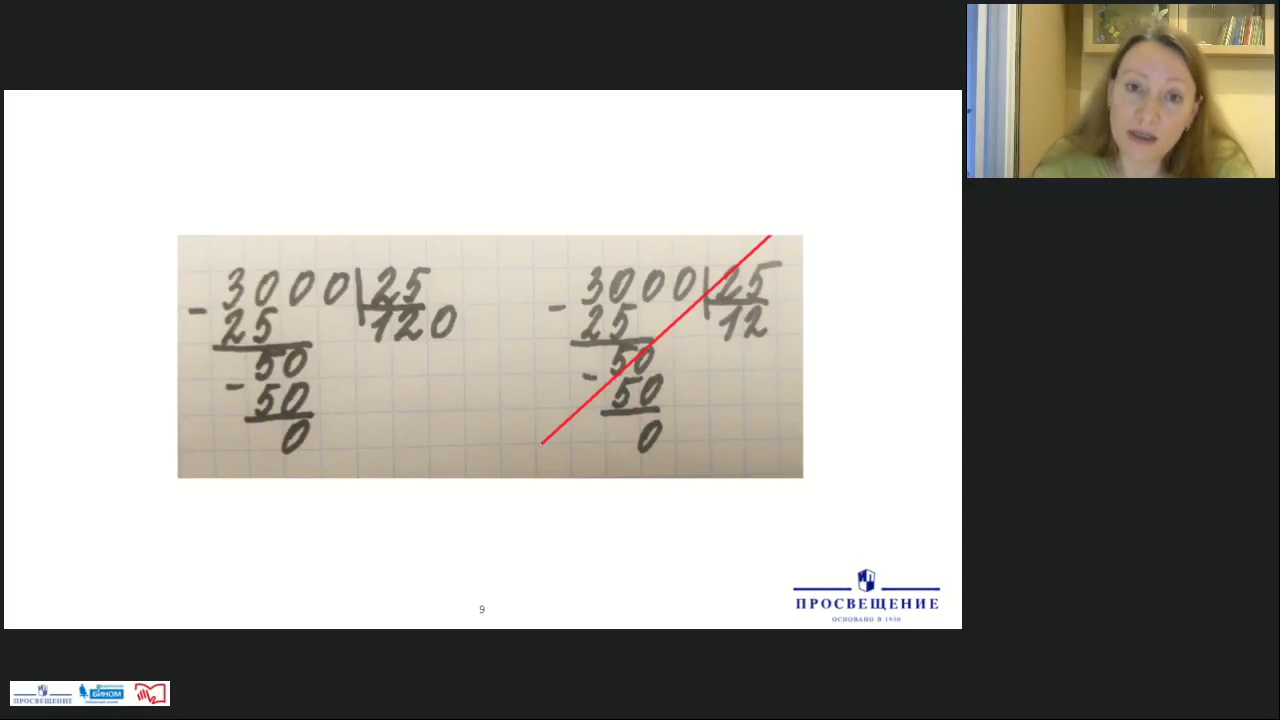 - 3000 | 25
25 120
50
- 50
0
- 3000 | 25
25 12
50
- 50
0
9
ПРОСВЕЩЕНИЕ
ОСНОВАНО В 1930
ПРОСВЕЩЕНИЕ
БИНОМ